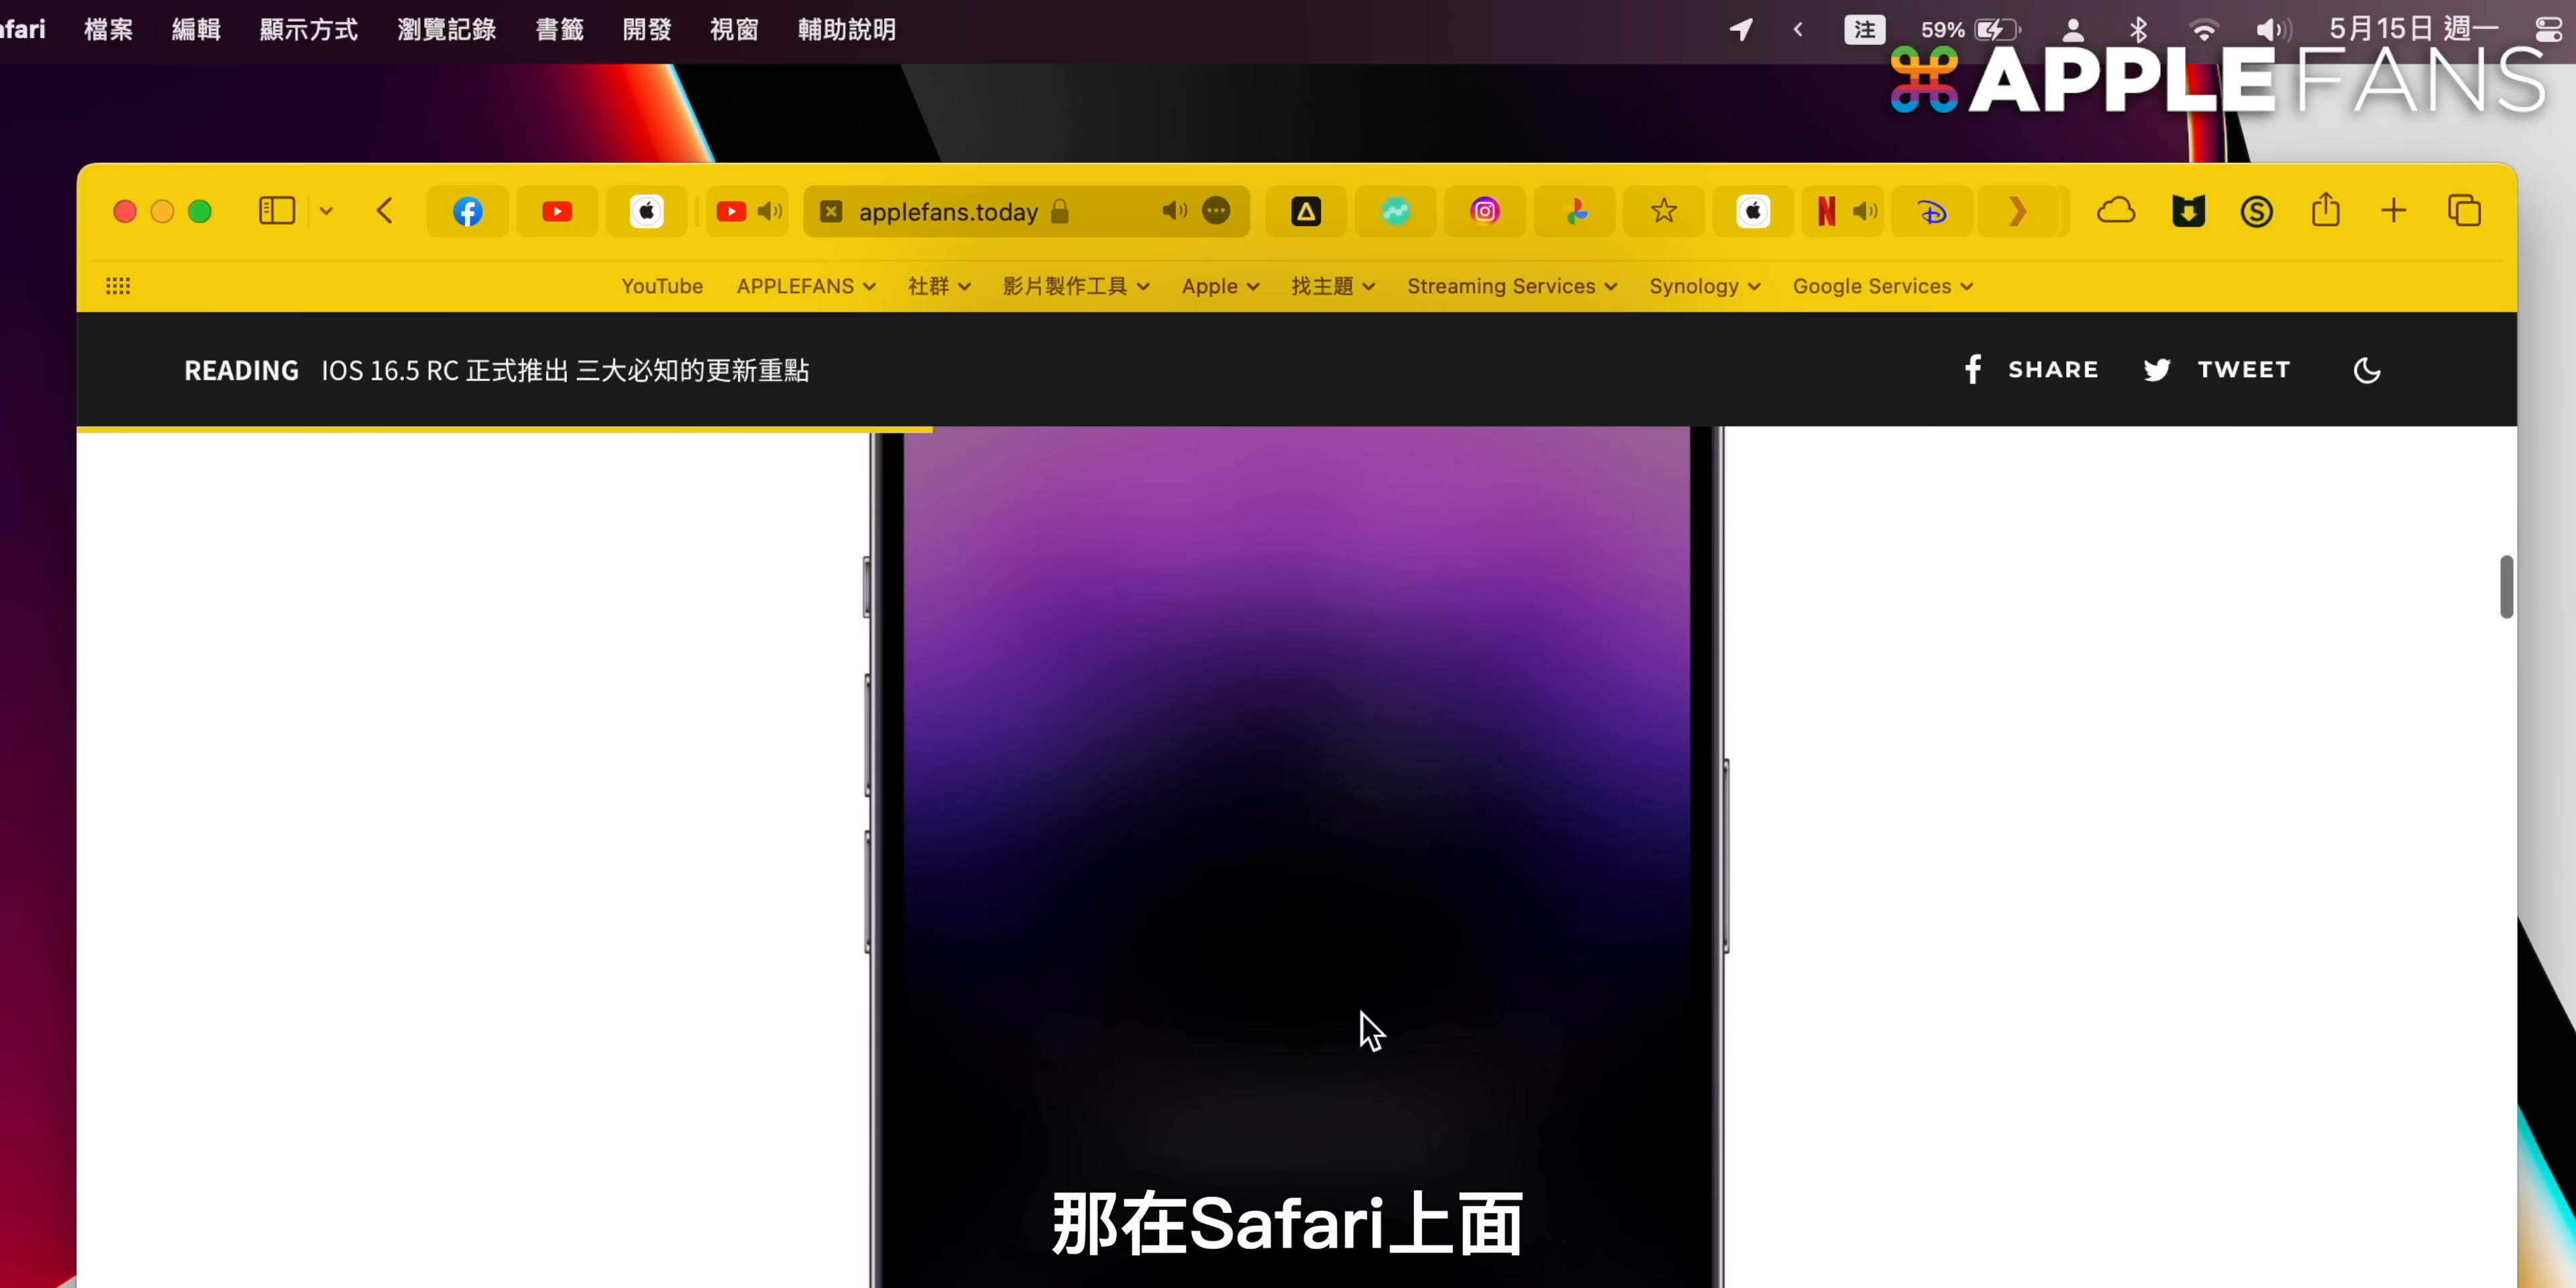 afari 檔案 編輯 顯示方式 瀏覽記錄 書籤 開發 視窗 輔助說明 注 59% 5月15日 週一
APPLEFANS
applefans.today
YouTube APPLEFANS 社群 影片製作工具 Apple 找主題 Streaming Services Synology Google Services
READING IOS 16.5 RC 正式推出 三大必知的更新重點 SHARE TWEET
那在Safari上面